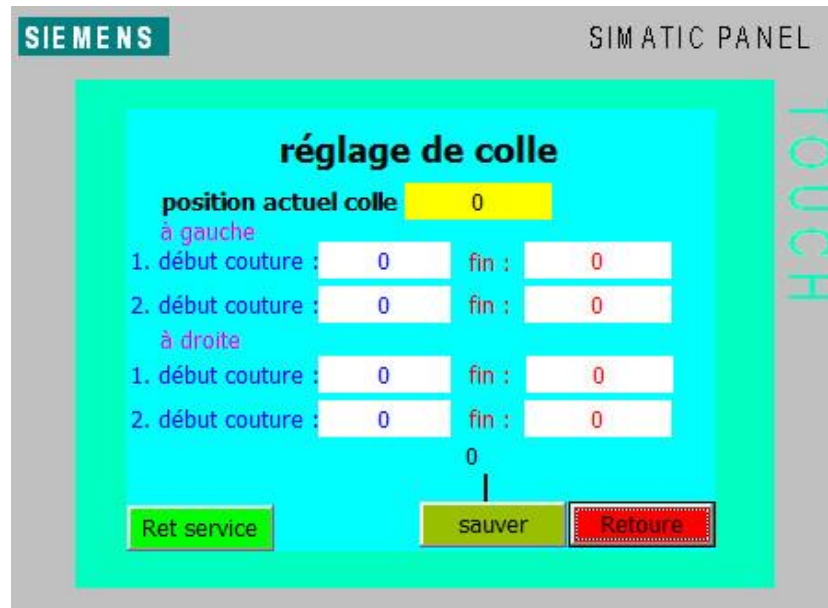 SIEMENS
SIMATIC PANEL
TOUCH
réglage de colle
position actuel colle 0
à gauche
1. début couture : 0 fin : 0
2. début couture : 0 fin : 0
à droite
1. début couture : 0 fin : 0
2. début couture : 0 fin : 0
0
Ret service sauver Retoure